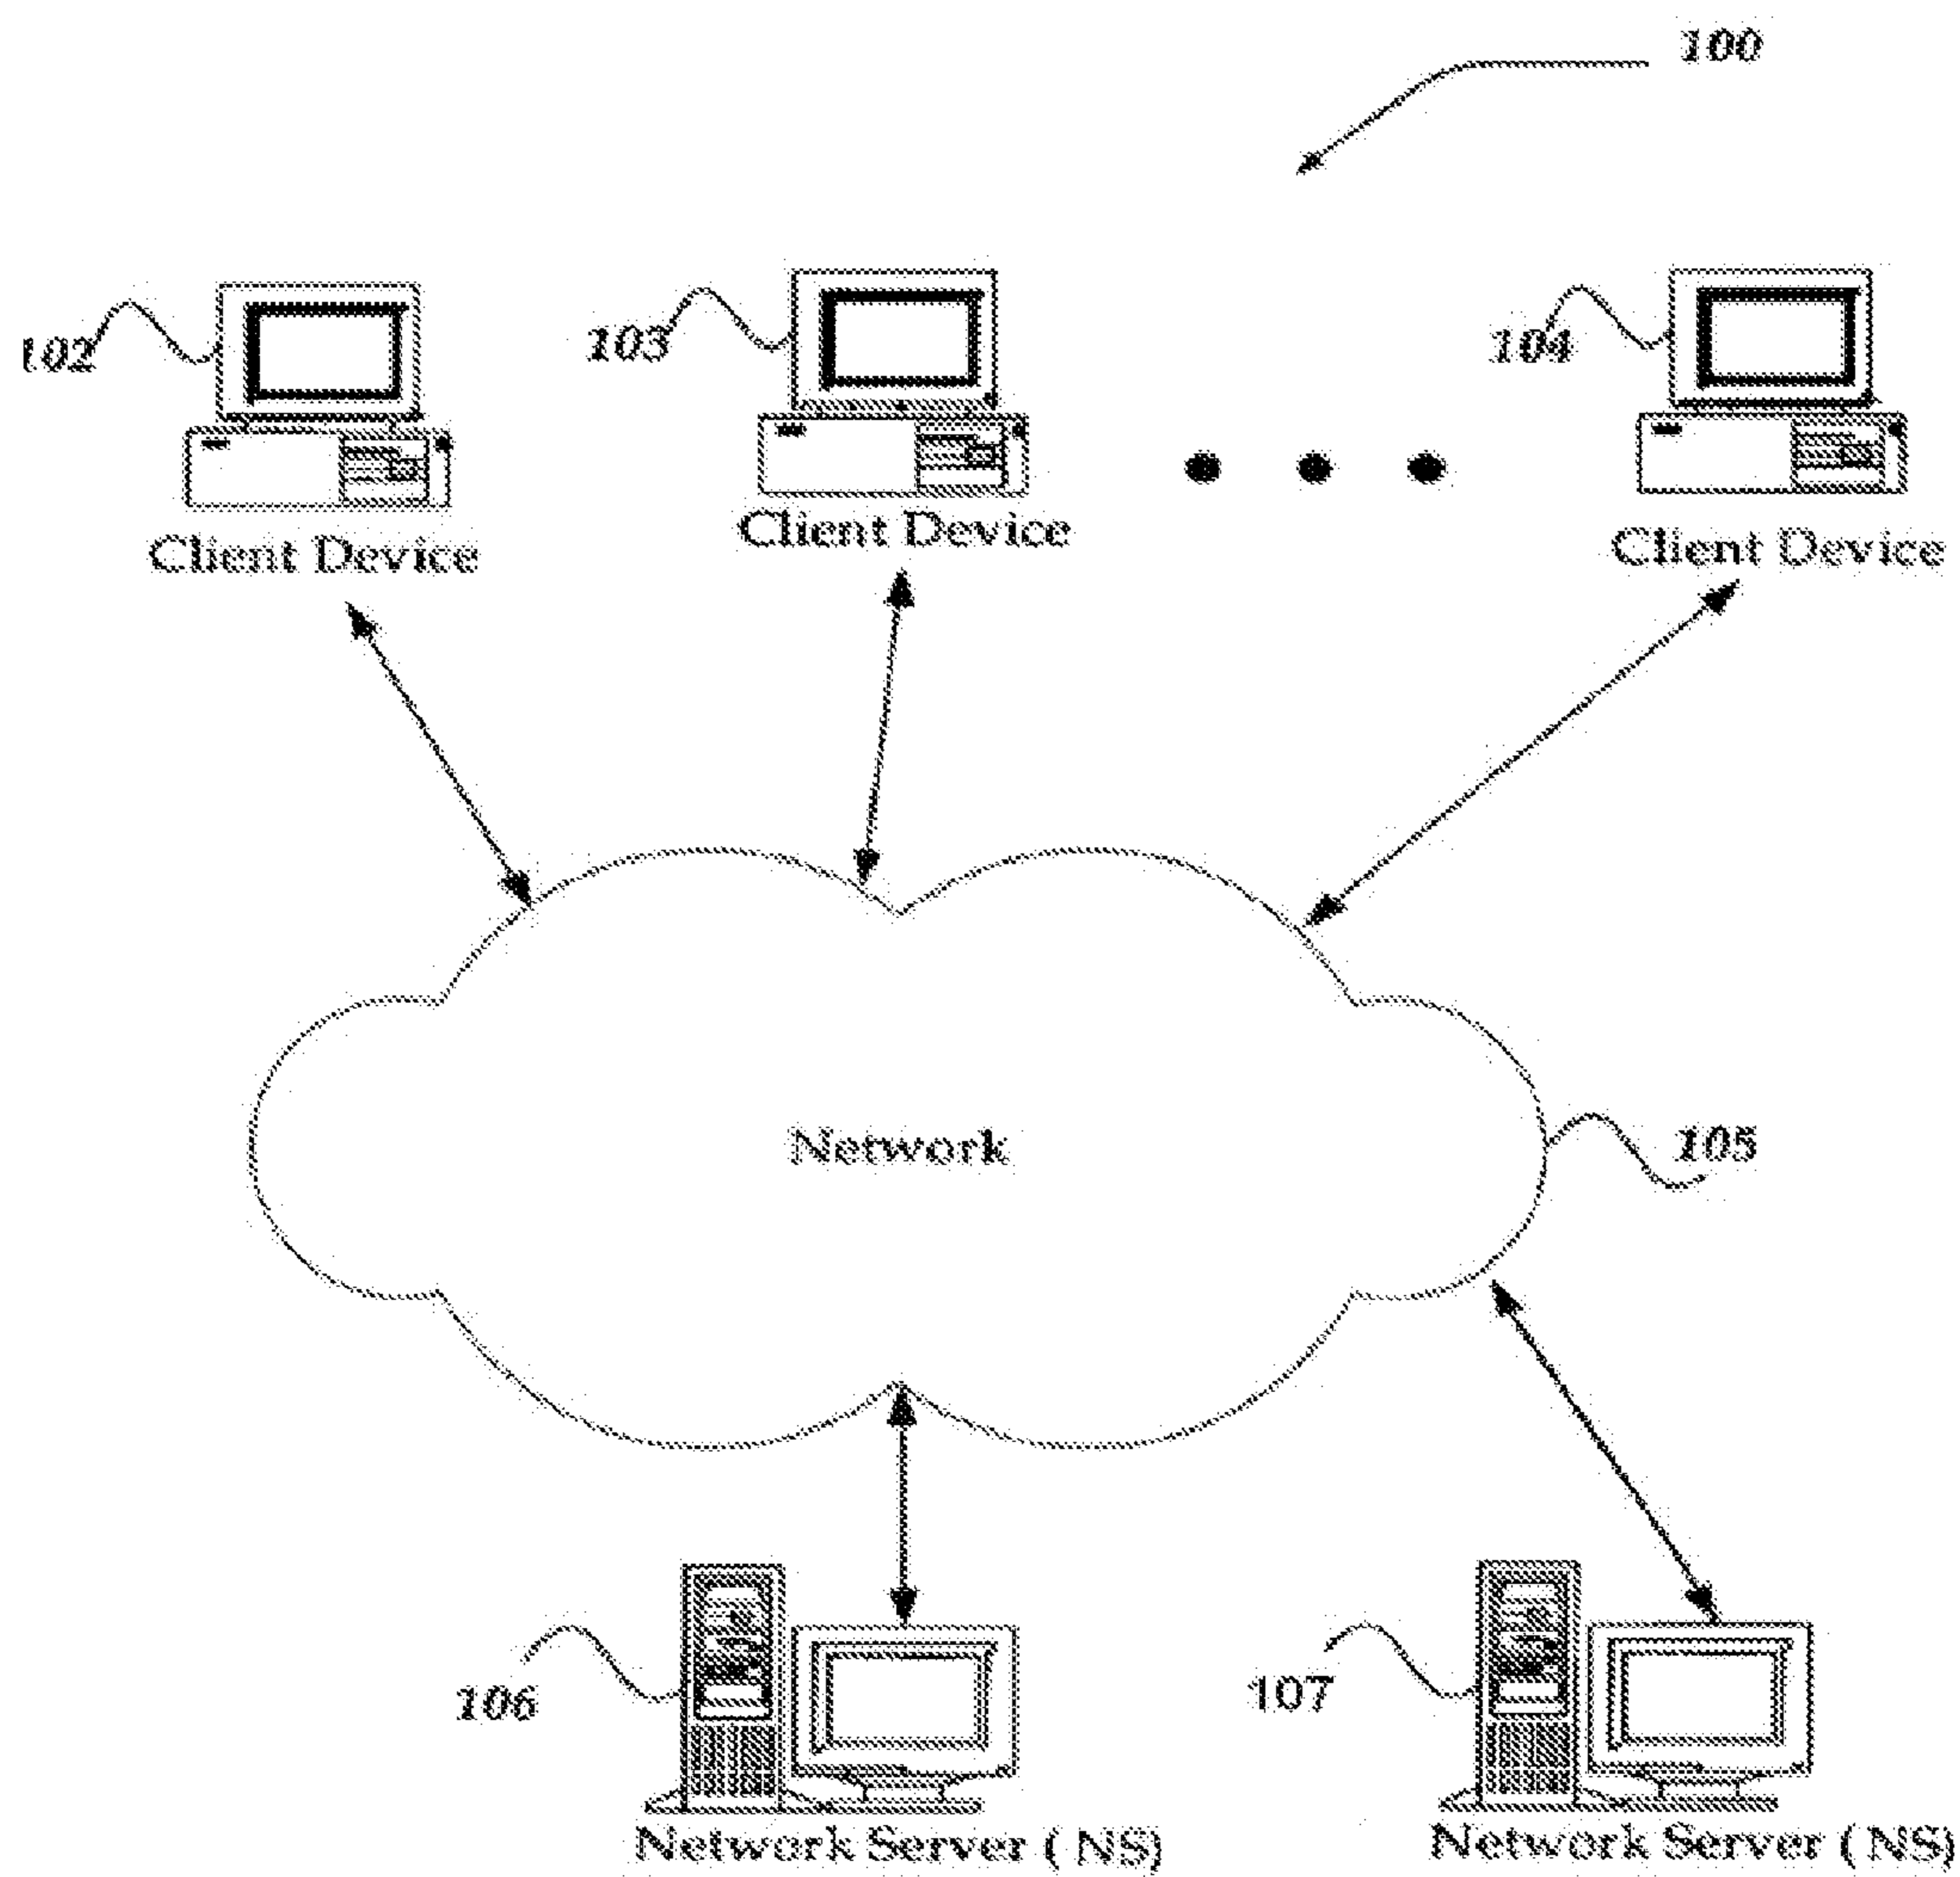 100
102
103
104
Client Device
Client Device
Client Device
Network
105
106
107
Network Server ( NS)
Network Server ( NS)